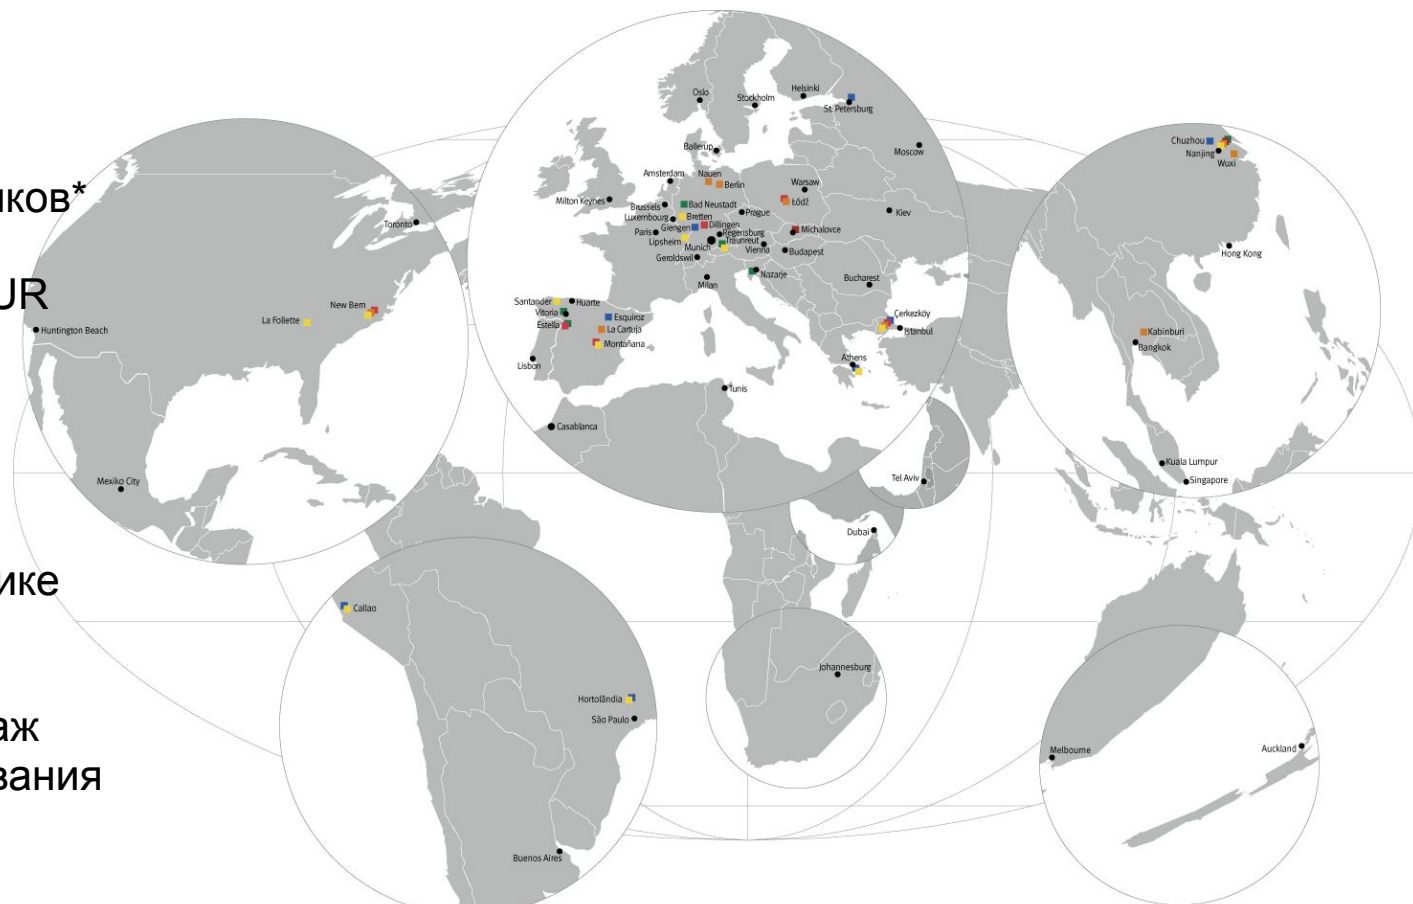 иков*
UR
ике
аж
вания
Toronto
New Bern
La Follette
Huntington Beach
Mexiko City
Oslo
Stockholm
Helsinki
St. Petersburg
Moscow
Ballerup
Amsterdam
Nauen
Berlin
Warsaw
Łódź
Kiev
Milton Keynes
Brussels
Bad Neustadt
Luxembourg
Bretten
Prague
Paris
Giengen
Dillingen
Regensburg
Michalovce
Lipsheim
Munich
Traunreut
Vienna
Budapest
Geroldswil
Nazarje
Milan
Bucharest
Santander
Huarte
Vitoria
Esquiroz
Estella
La Cartuja
Montañana
Lisbon
Çerkezköy
Istanbul
Athens
Tunis
Casablanca
Tel Aviv
Dubai
Chuzhou
Nanjing
Wuxi
Hong Kong
Kabinburi
Bangkok
Kuala Lumpur
Singapore
Callao
Hortolândia
São Paulo
Buenos Aires
Johannesburg
Melbourne
Auckland